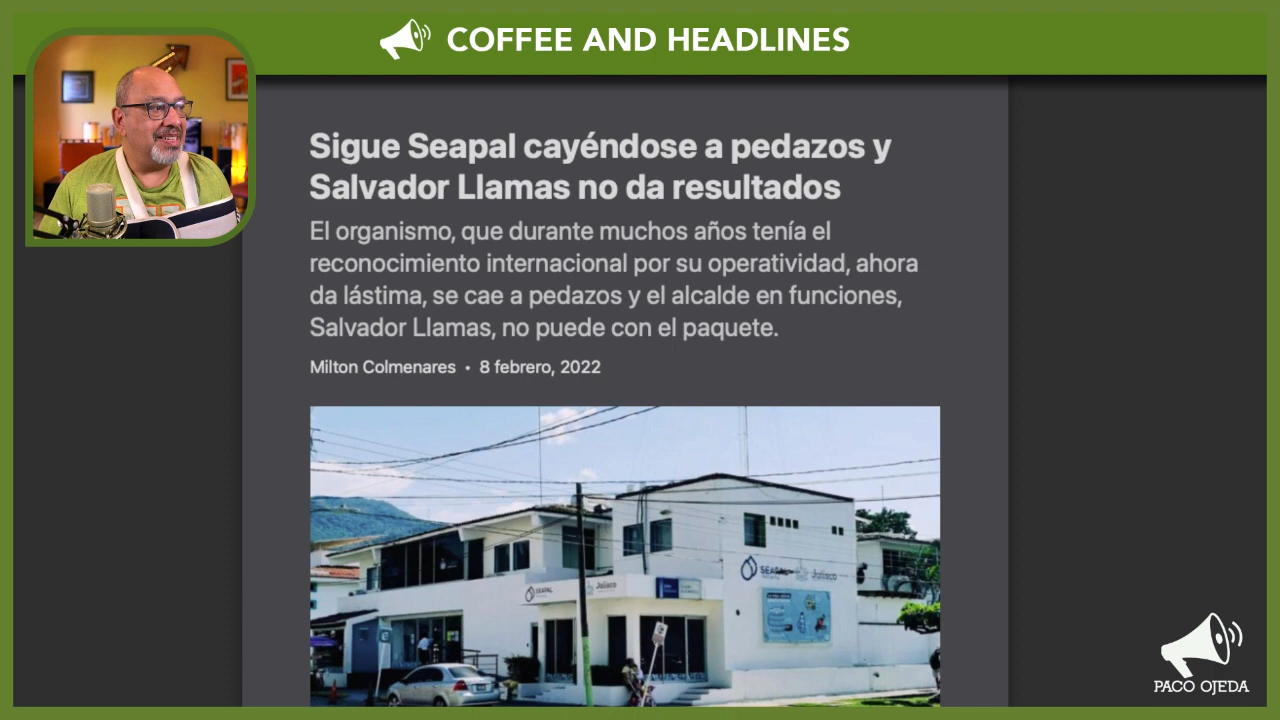 COFFEE AND HEADLINES
Sigue Seapal cayéndose a pedazos y
Salvador Llamas no da resultados
El organismo, que durante muchos años tenía el
reconocimiento internacional por su operatividad, ahora
da lástima, se cae a pedazos y el alcalde en funciones,
Salvador Llamas, no puede con el paquete.
Milton Colmenares • 8 febrero, 2022
SEAPAL
Jalisco
SEAPAL
Jalisco
PACO OJEDA